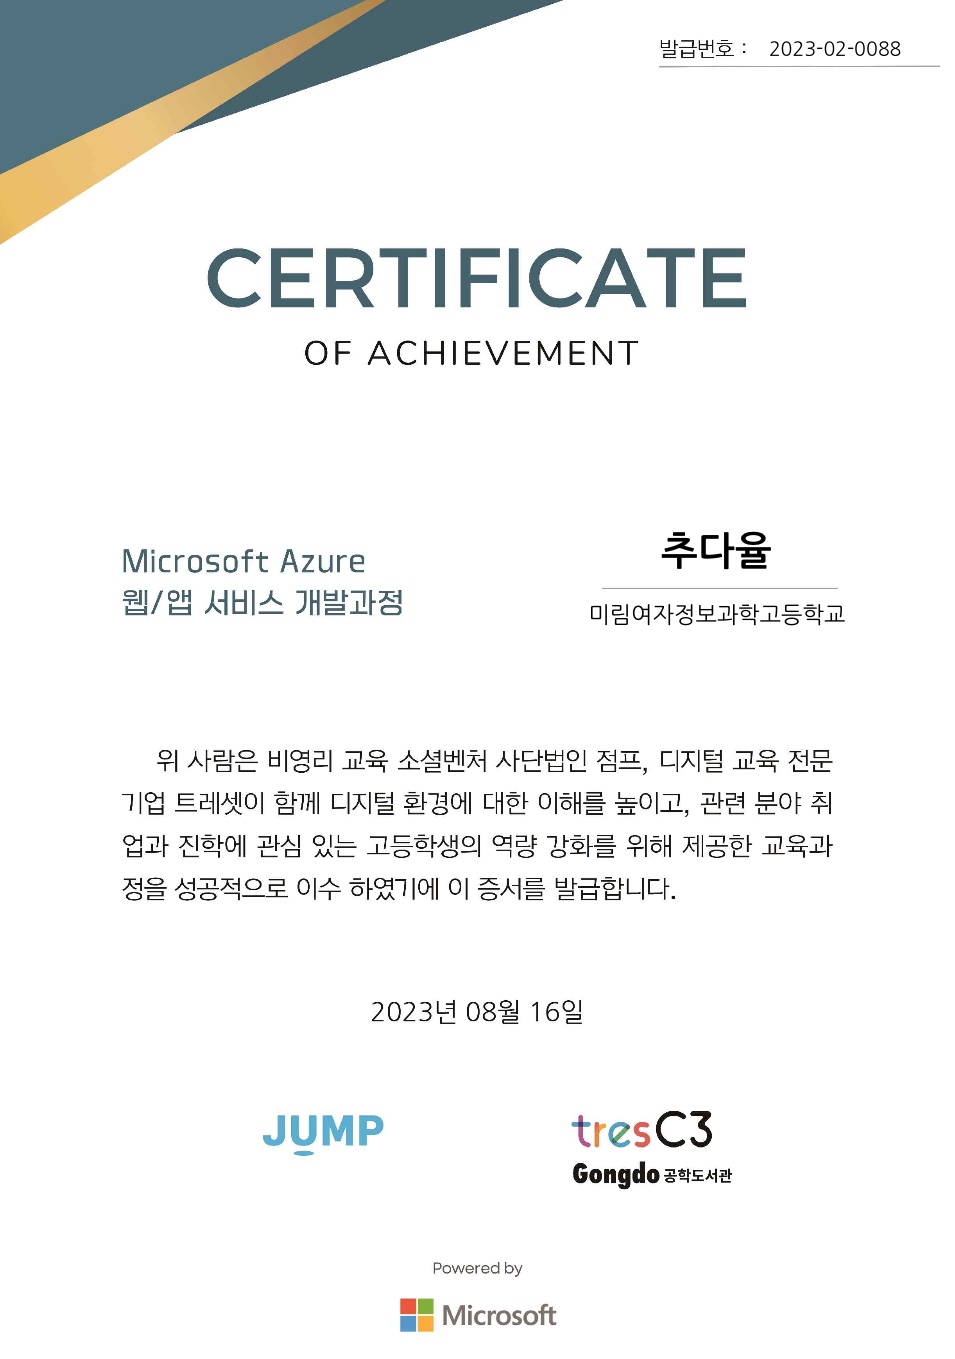 발급번호 : 2023-02-0088
CERTIFICATE
OF ACHIEVEMENT
Microsoft Azure
웹/앱 서비스 개발과정
추다율
미림여자정보과학고등학교
위 사람은 비영리 교육 소셜벤처 사단법인 점프, 디지털 교육 전문
기업 트레셋이 함께 디지털 환경에 대한 이해를 높이고, 관련 분야 취
업과 진학에 관심 있는 고등학생의 역량 강화를 위해 제공한 교육과
정을 성공적으로 이수 하였기에 이 증서를 발급합니다.
2023년 08월 16일
JUMP
tresC3
Gongdo 공학도서관
Powered by
Microsoft